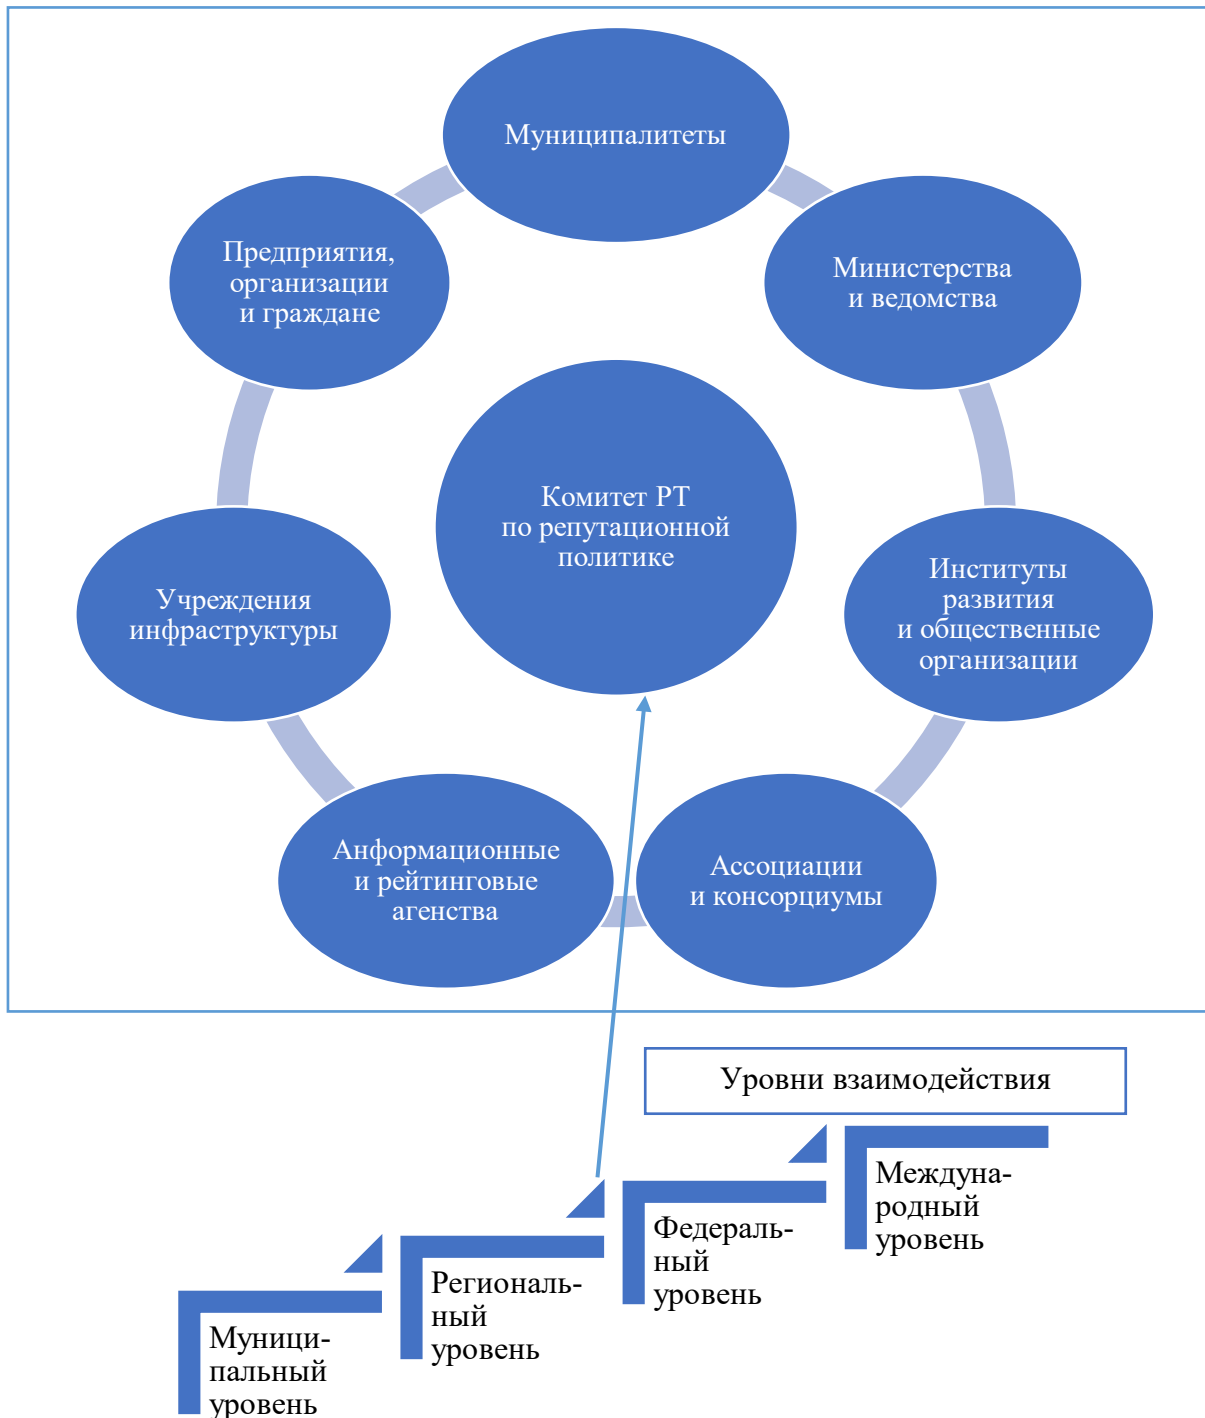 Муниципалитеты
Предприятия,
организации
и граждане
Министерства
и ведомства
Комитет РТ
по репутационной
политике
Учреждения
инфраструктуры
Институты
развития
и общественные
организации
Анформационные
и рейтинговые
агенства
Ассоциации
и консорциумы
Уровни взаимодействия
Междуна-
родный
уровень
Федераль-
ный
уровень
Региональ-
ный
уровень
Муници-
пальный
уровень